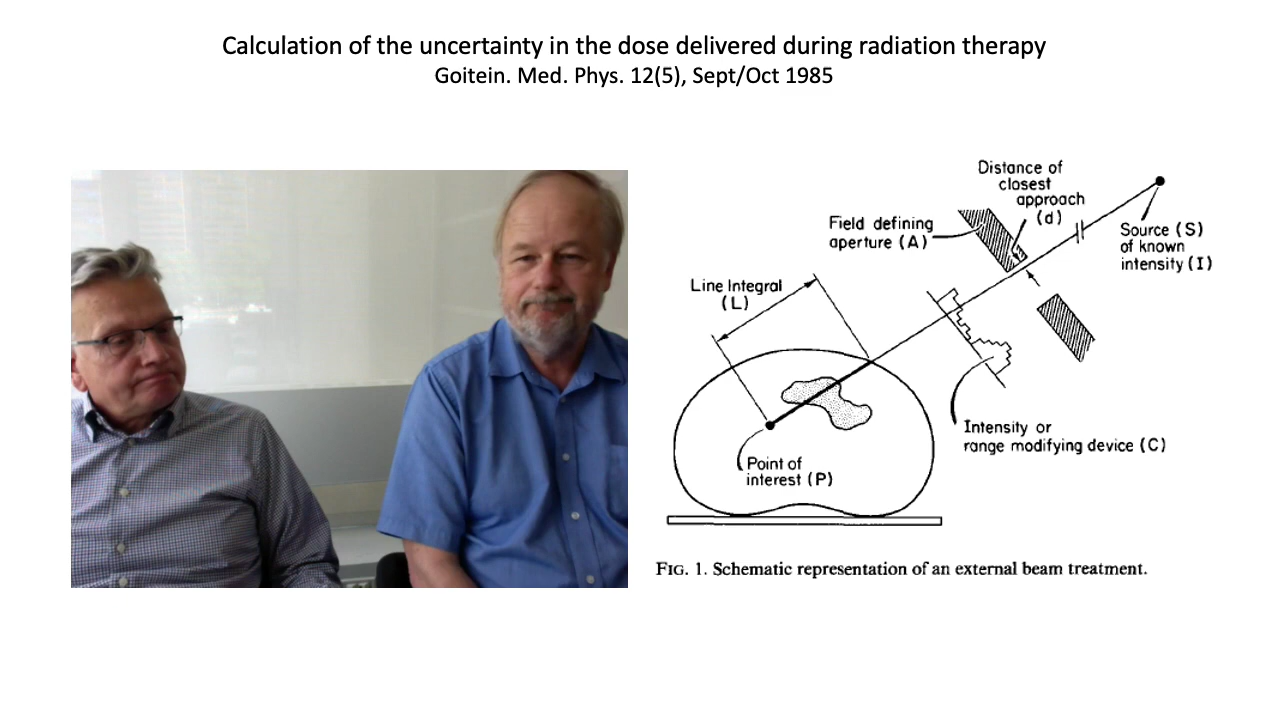 Calculation of the uncertainty in the dose delivered during radiation therapy
Goitein. Med. Phys. 12(5), Sept/Oct 1985
Distance of
closest
approach
(d)
Field defining
aperture (A)
Source (S)
of known
intensity (I)
Line Integral
(L)
Intensity or
range modifying device (C)
Point of
interest (P)
FIG. 1. Schematic representation of an external beam treatment.